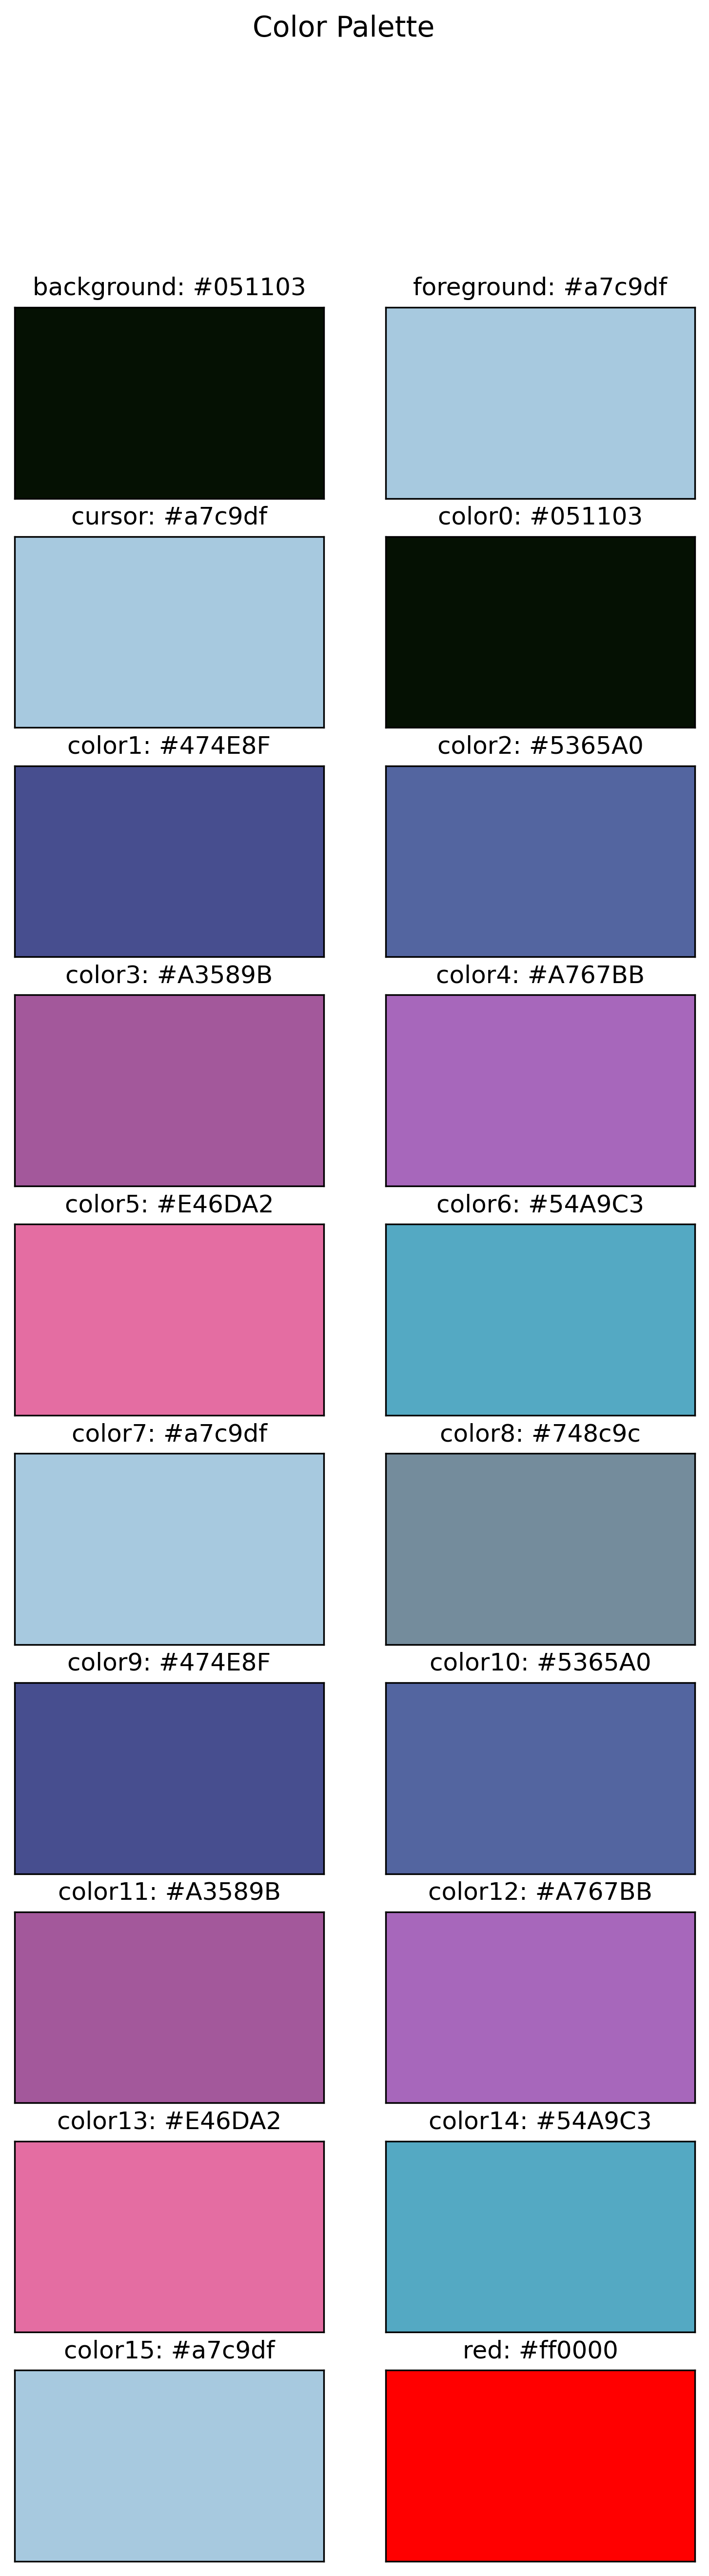 Color Palette
background: #051103
foreground: #a7c9df
cursor: #a7c9df
color0: #051103
color1: #474E8F
color2: #5365A0
color3: #A3589B
color4: #A767BB
color5: #E46DA2
color6: #54A9C3
color7: #a7c9df
color8: #748c9c
color9: #474E8F
color10: #5365A0
color11: #A3589B
color12: #A767BB
color13: #E46DA2
color14: #54A9C3
color15: #a7c9df
red: #ff0000